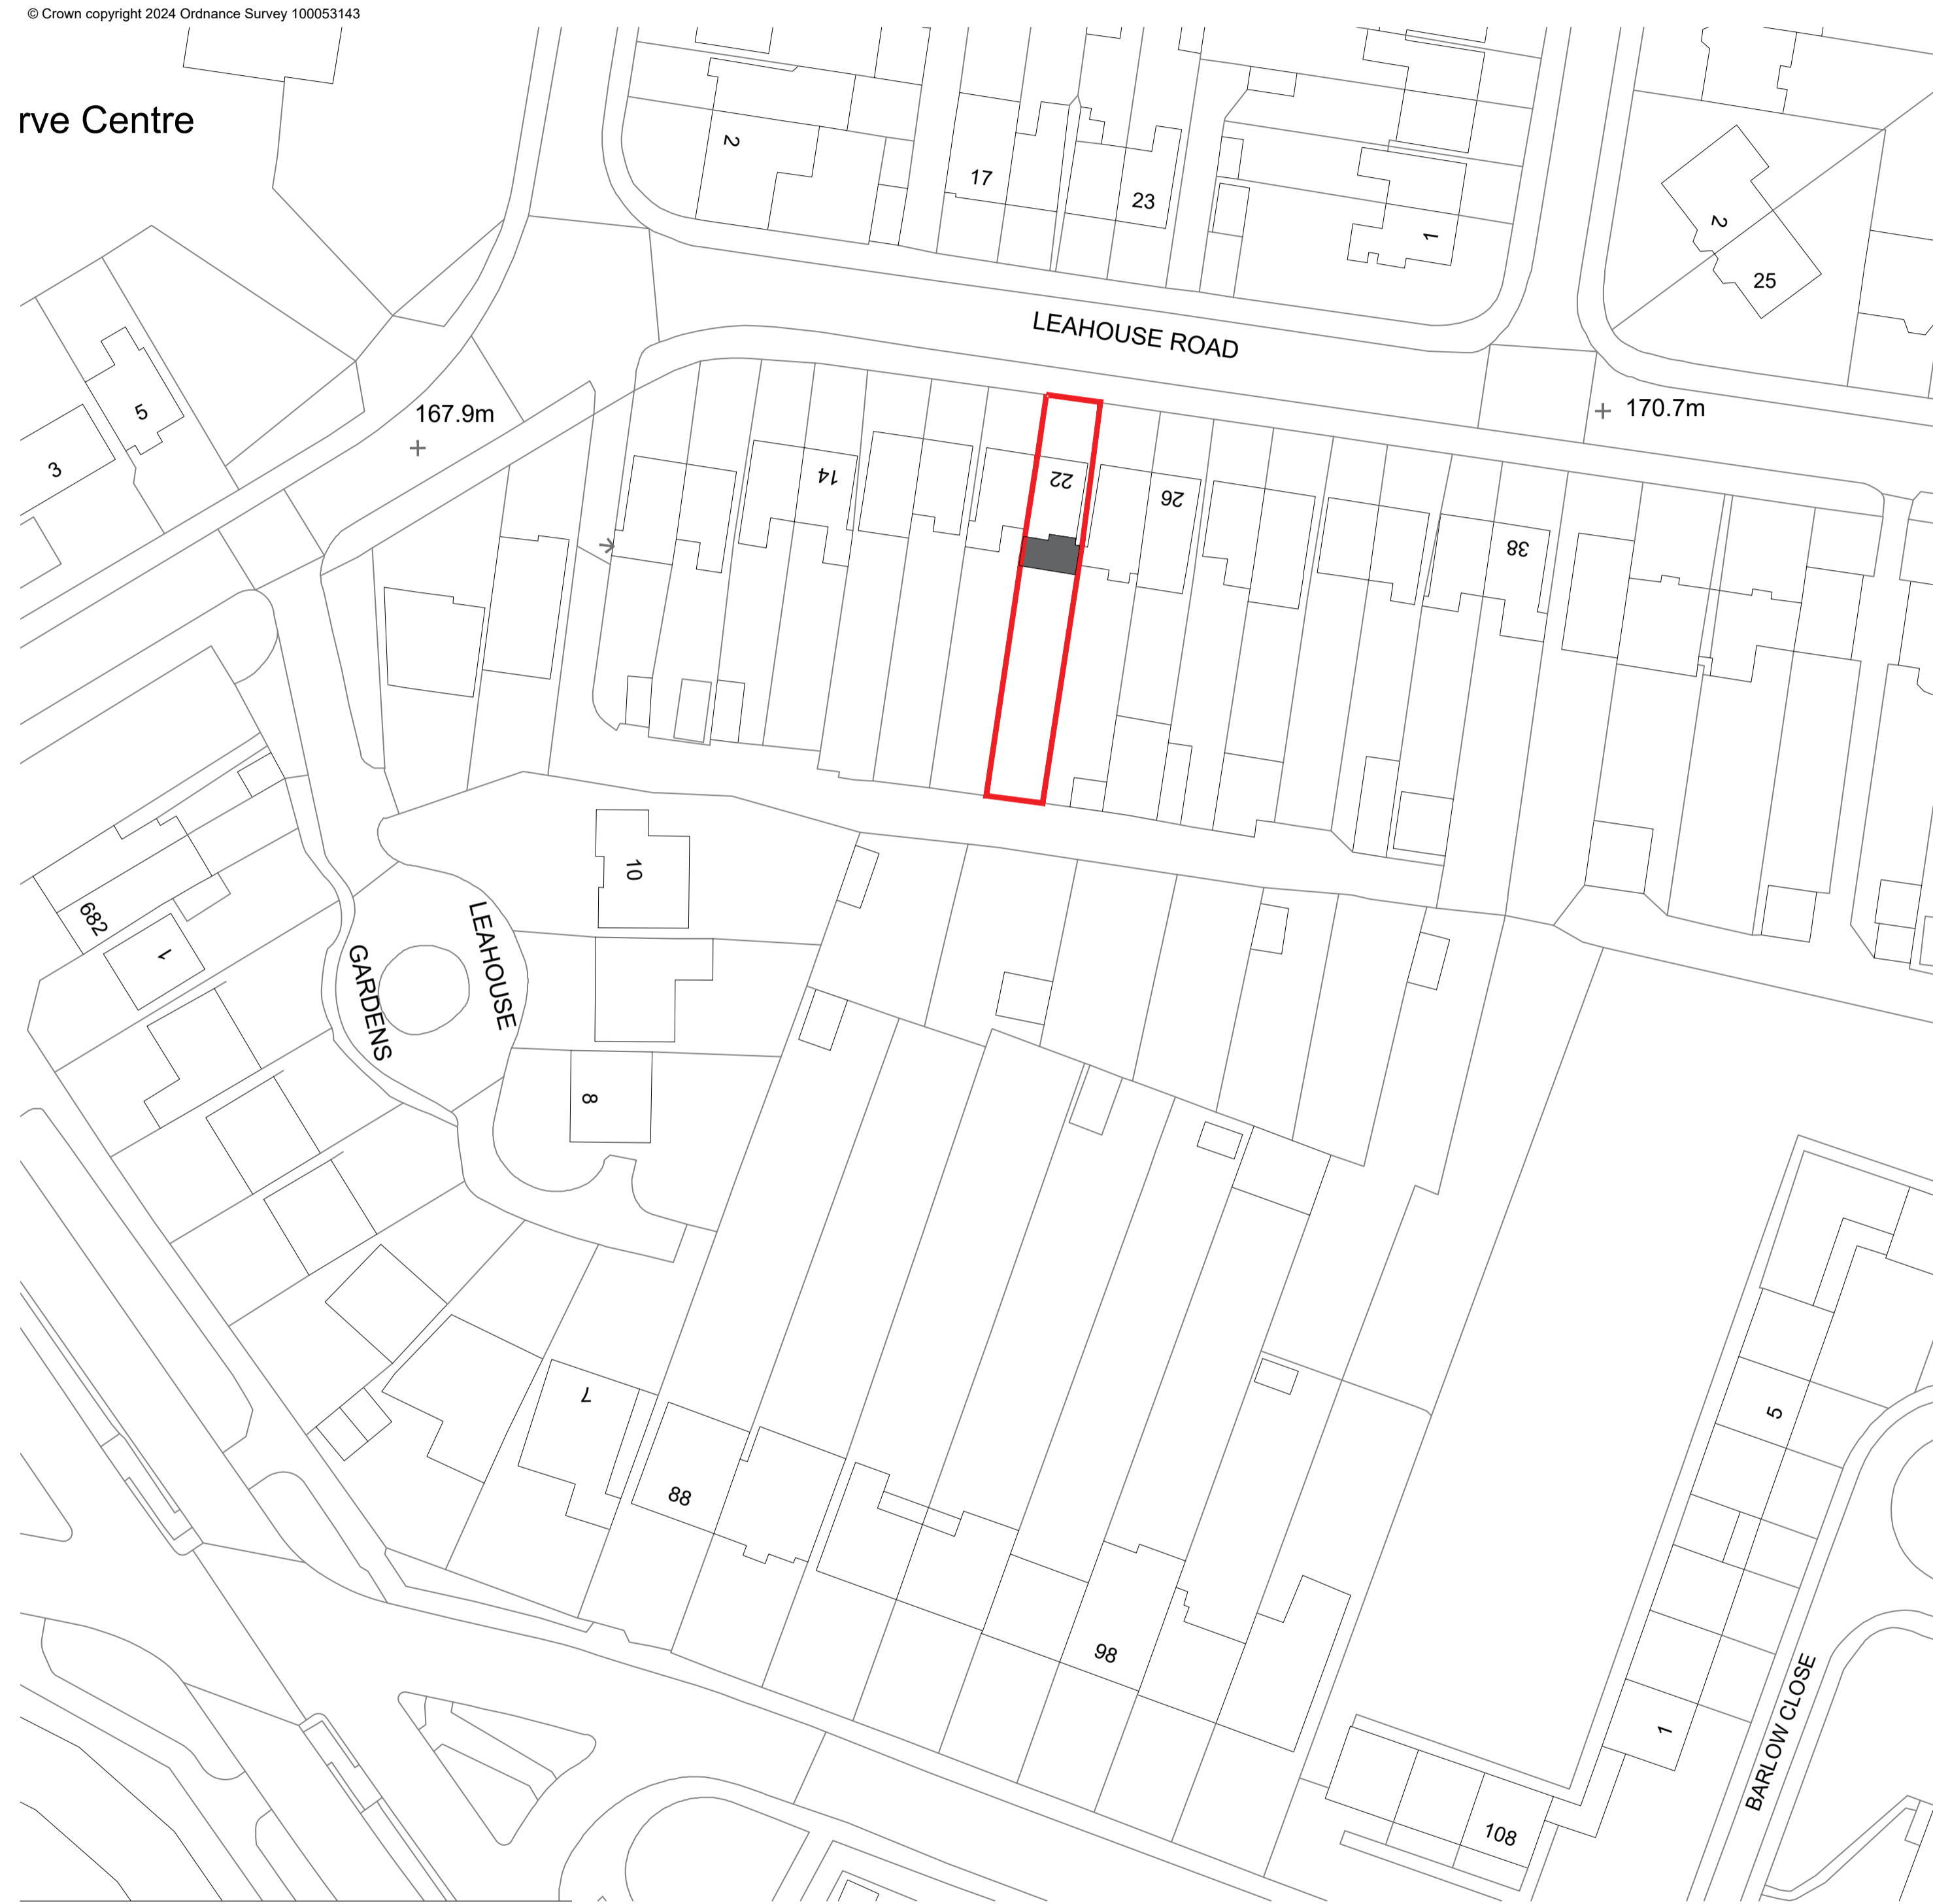 © Crown copyright 2024 Ordnance Survey 100053143
rve Centre
2
17
23
1
2
25
LEAHOUSE ROAD
167.9m
170.7m
5
3
14
22
26
38
10
682
1
LEAHOUSE
GARDENS
8
7
88
5
98
1
BARLOW CLOSE
108